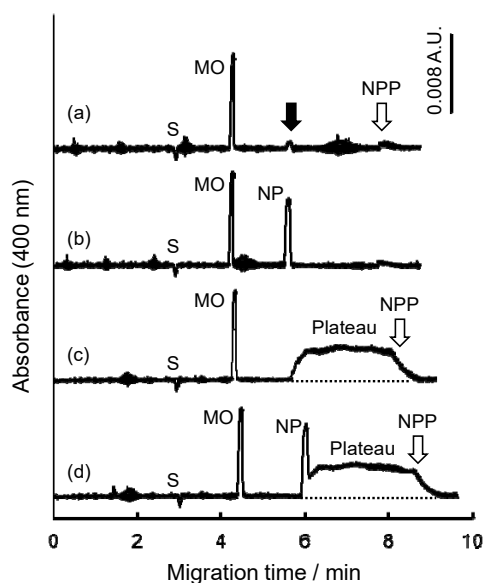 MO
NPP
0.008 A.U.
(a)
S
MO
NP
(b)
S
MO
NPP
Plateau
(c)
S
MO
NP
NPP
Plateau
(d)
S
Absorbance (400 nm)
0 2 4 6 8 10
Migration time / min